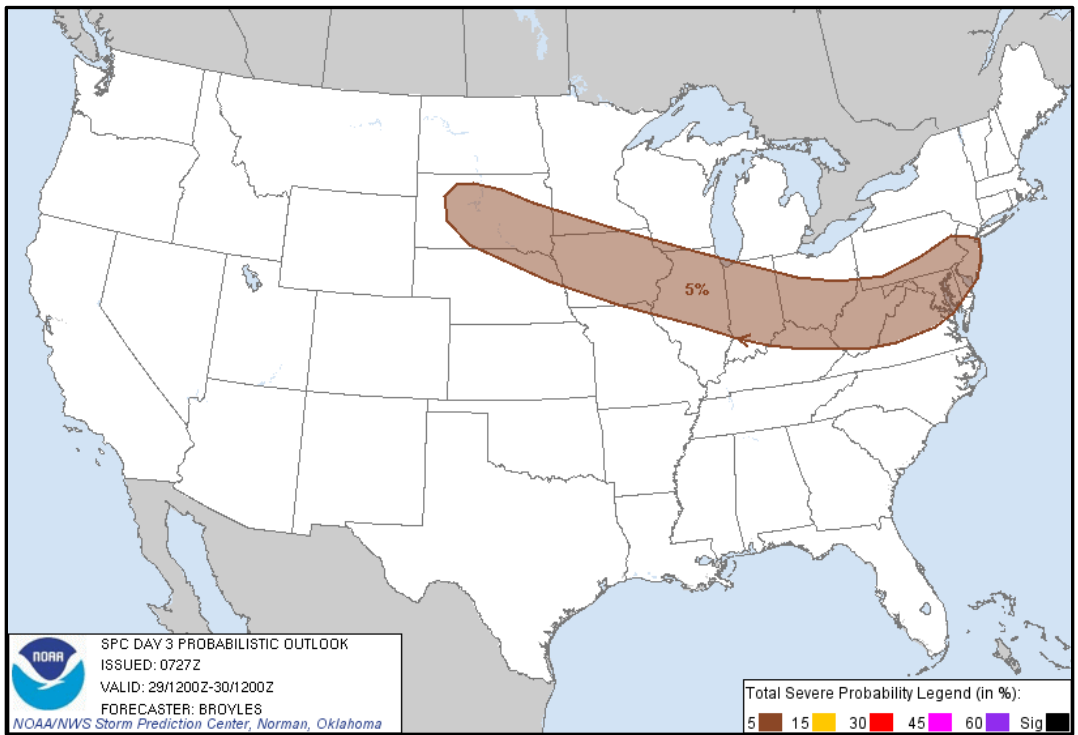 5%
NOAA
SPC DAY 3 PROBABILISTIC OUTLOOK
ISSUED: 0727Z
VALID: 29/1200Z-30/1200Z
FORECASTER: BROYLES
NOAA/NWS Storm Prediction Center, Norman, Oklahoma
Total Severe Probability Legend (in %):
5 15 30 45 60 Sig